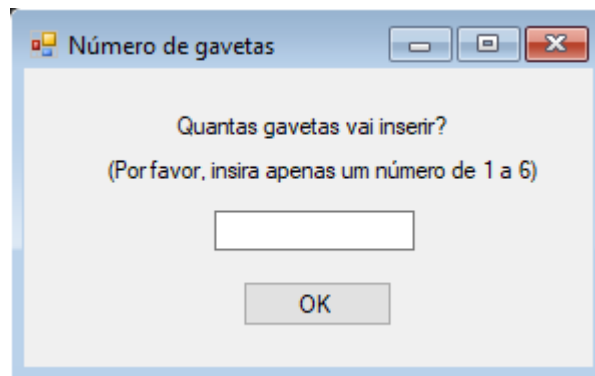 Número de gavetas
Quantas gavetas vai inserir?
(Por favor, insira apenas um número de 1 a 6)
OK